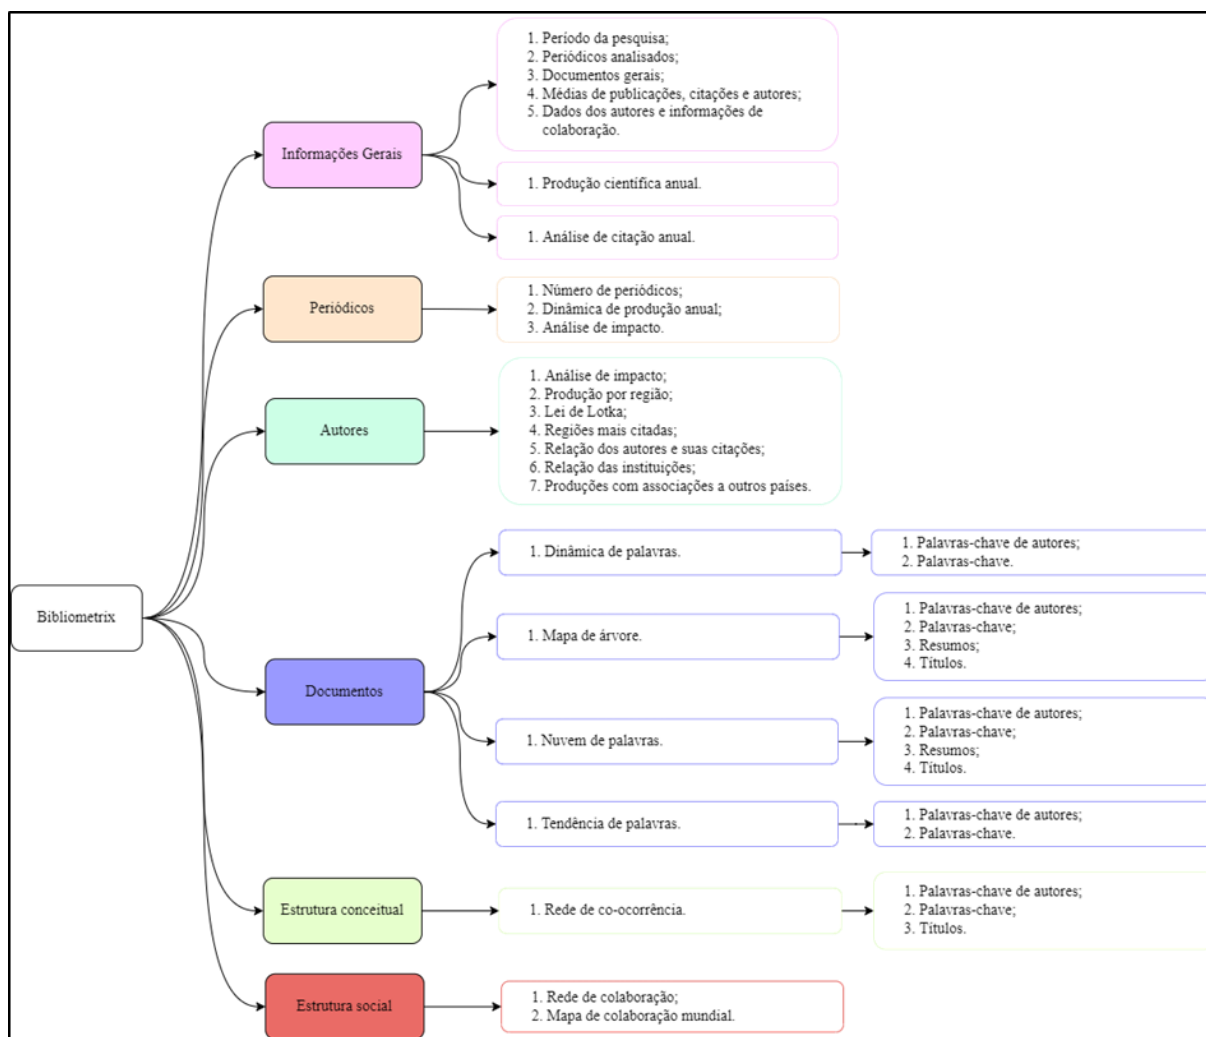 Bibliometrix
Informações Gerais
1. Período da pesquisa;
2. Periódicos analisados;
3. Documentos gerais;
4. Médias de publicações, citações e autores;
5. Dados dos autores e informações de
colaboração.
1. Produção científica anual.
1. Análise de citação anual.
Periódicos
1. Número de periódicos;
2. Dinâmica de produção anual;
3. Análise de impacto.
Autores
1. Análise de impacto;
2. Produção por região;
3. Lei de Lotka;
4. Regiões mais citadas;
5. Relação dos autores e suas citações;
6. Relação das instituições;
7. Produções com associações a outros países.
Documentos
1. Dinâmica de palavras.
1. Palavras-chave de autores;
2. Palavras-chave.
1. Mapa de árvore.
1. Palavras-chave de autores;
2. Palavras-chave;
3. Resumos;
4. Títulos.
1. Nuvem de palavras.
1. Palavras-chave de autores;
2. Palavras-chave;
3. Resumos;
4. Títulos.
1. Tendência de palavras.
1. Palavras-chave de autores;
2. Palavras-chave.
Estrutura conceitual
1. Rede de co-ocorrência.
1. Palavras-chave de autores;
2. Palavras-chave;
3. Títulos.
Estrutura social
1. Rede de colaboração;
2. Mapa de colaboração mundial.